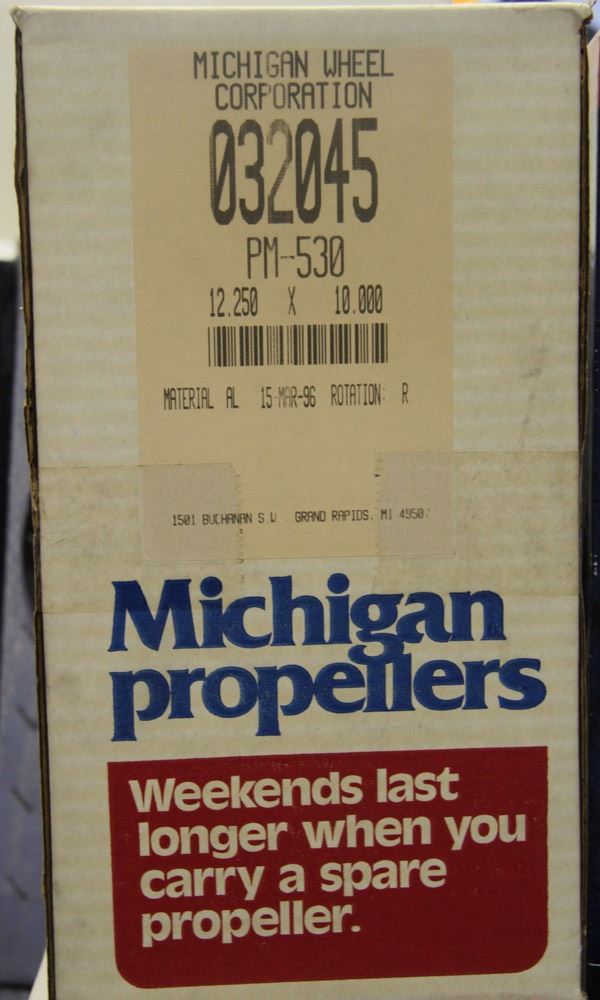 MICHIGAN WHEEL
CORPORATION
032045
PM-530
12.250 X 10.000
MATERIAL AL 15-MAR-96 ROTATION: R
1501 BUCHANAN S.W. GRAND RAPIDS, MI
Michigan
propellers
Weekends last
longer when you
carry a spare
propeller.